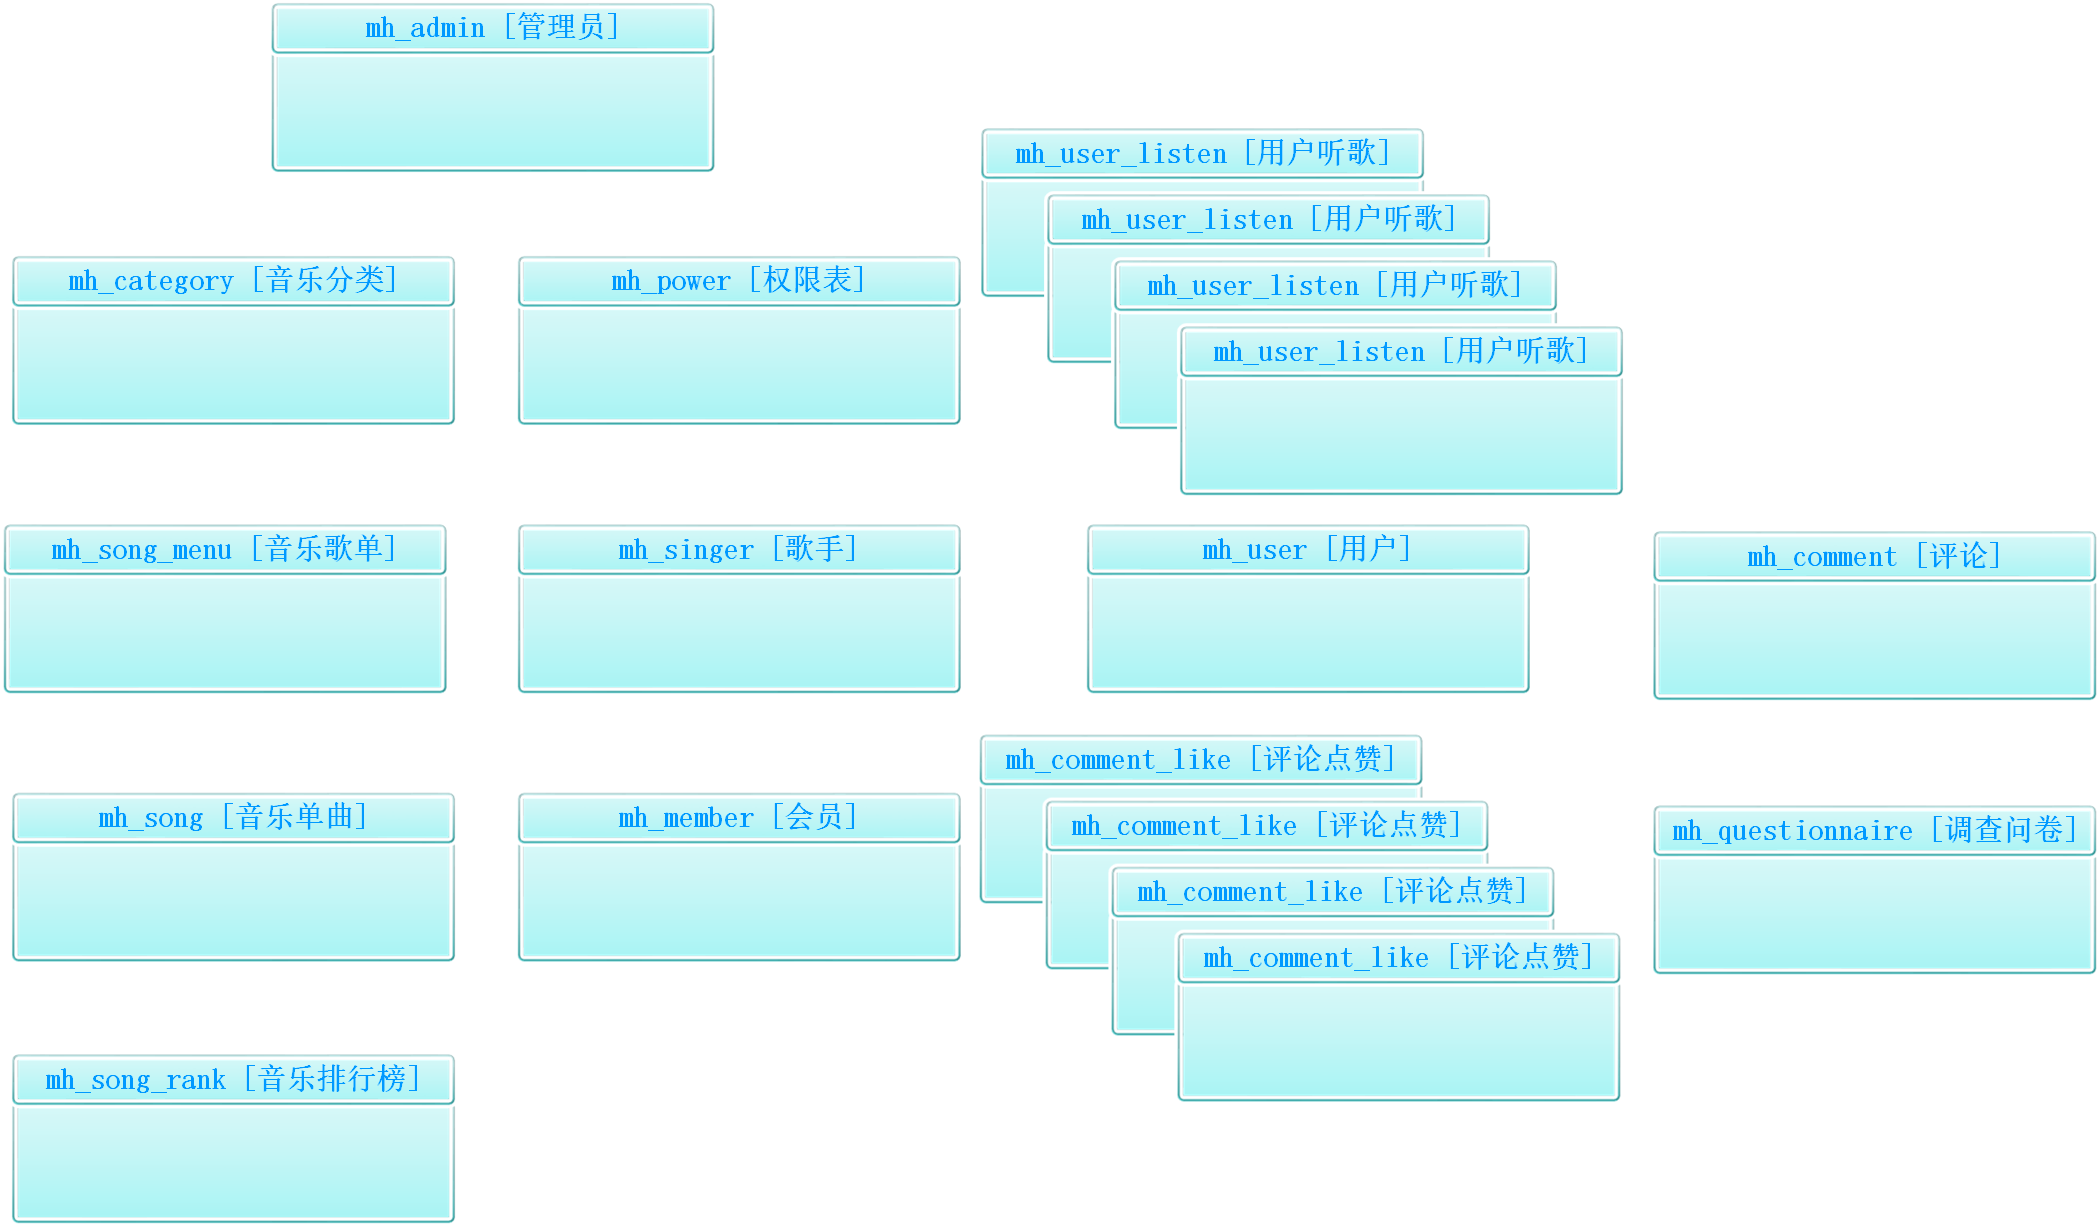 mh_admin [管理员]
mh_user_listen [用户听歌]
mh_user_listen [用户听歌]
mh_user_listen [用户听歌]
mh_user_listen [用户听歌]
mh_category [音乐分类]
mh_power [权限表]
mh_song_menu [音乐歌单]
mh_singer [歌手]
mh_user [用户]
mh_comment [评论]
mh_comment_like [评论点赞]
mh_comment_like [评论点赞]
mh_comment_like [评论点赞]
mh_comment_like [评论点赞]
mh_song [音乐单曲]
mh_member [会员]
mh_questionnaire [调查问卷]
mh_song_rank [音乐排行榜]